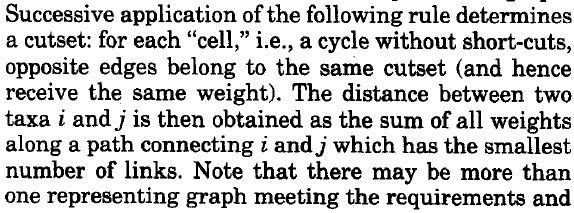 Successive application of the following rule determines
a cutset: for each “cell,” i.e., a cycle without short-cuts,
opposite edges belong to the same cutset (and hence
receive the same weight). The distance between two
taxa i and j is then obtained as the sum of all weights
along a path connecting i and j which has the smallest
number of links. Note that there may be more than
one representing graph meeting the requirements and